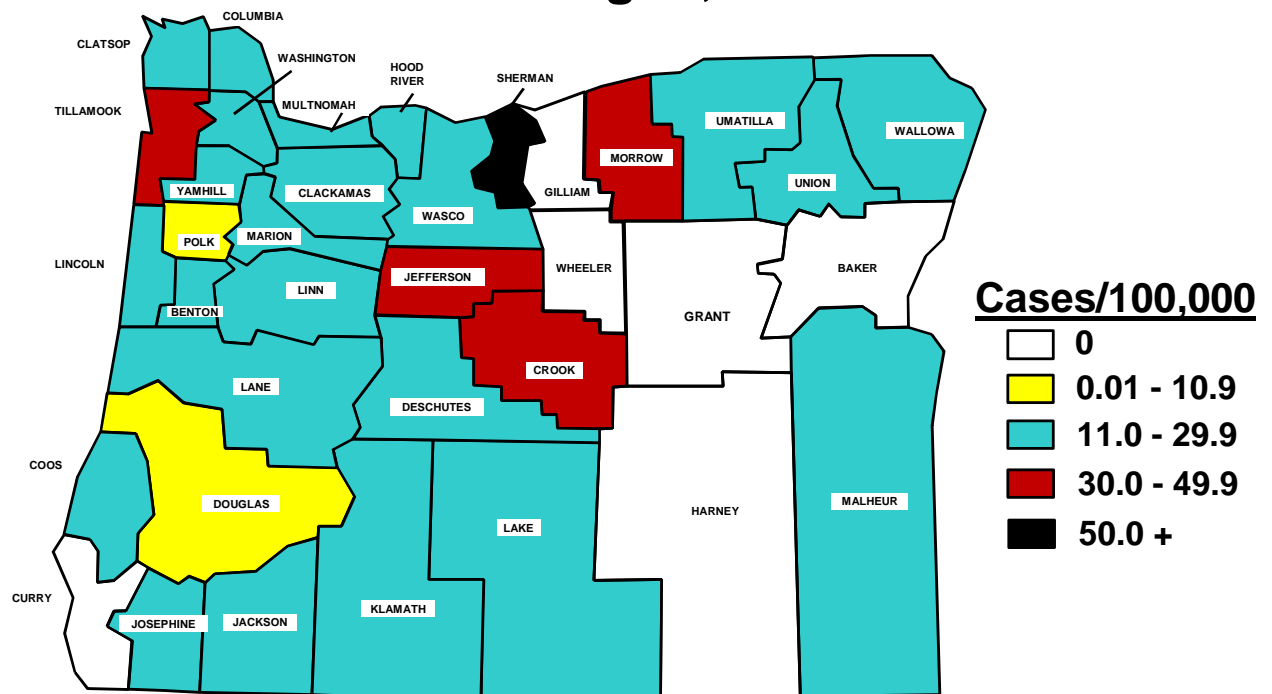 COLUMBIA
CLATSOP
WASHINGTON
HOOD
RIVER
SHERMAN
TILLAMOOK
MULTNOMAH
UMATILLA
WALLOWA
MORROW
YAMHILL
CLACKAMAS
GILLIAM
UNION
WASCO
POLK
MARION
LINCOLN
JEFFERSON
WHEELER
BAKER
LINN
BENTON
GRANT
CROOK
LANE
DESCHUTES
COOS
DOUGLAS
LAKE
HARNEY
MALHEUR
CURRY
JOSEPHINE
JACKSON
KLAMATH
Cases/100,000
0
0.01 - 10.9
11.0 - 29.9
30.0 - 49.9
50.0 +